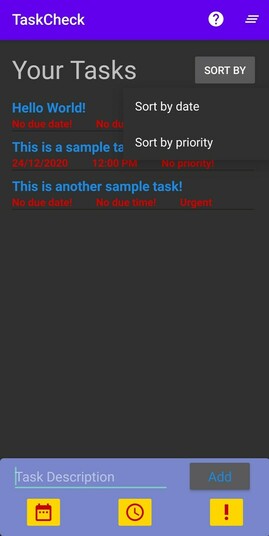 TaskCheck
Your Tasks
SORT BY
Sort by date
Sort by priority
Hello World!
No due date! No du
This is a sample ta
24/12/2020 12:00 PM No priority!
This is another sample task!
No due date! No due time! Urgent
Task Description
Add